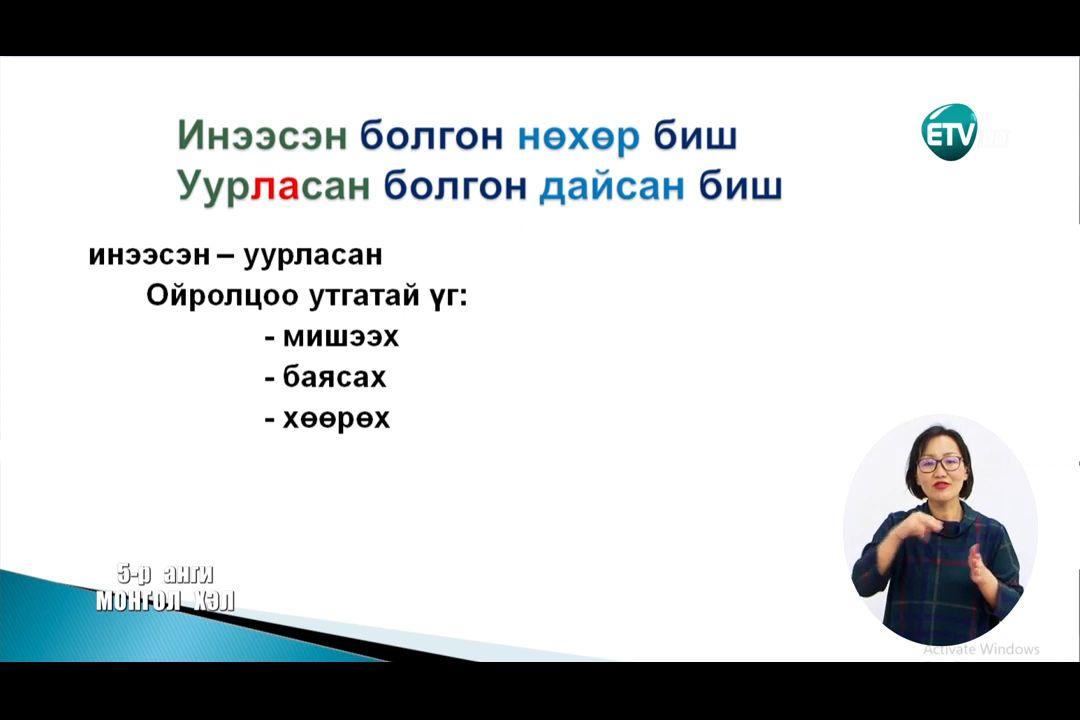 Инээсэн болгон нөхөр биш
Уурласан болгон дайсан биш
ETV
инээсэн – уурласан
Ойролцоо утгатай үг:
- мишээх
- баясах
- хөөрөх
5-р анги
МОНГОЛ ХЭЛ
Activate Windows